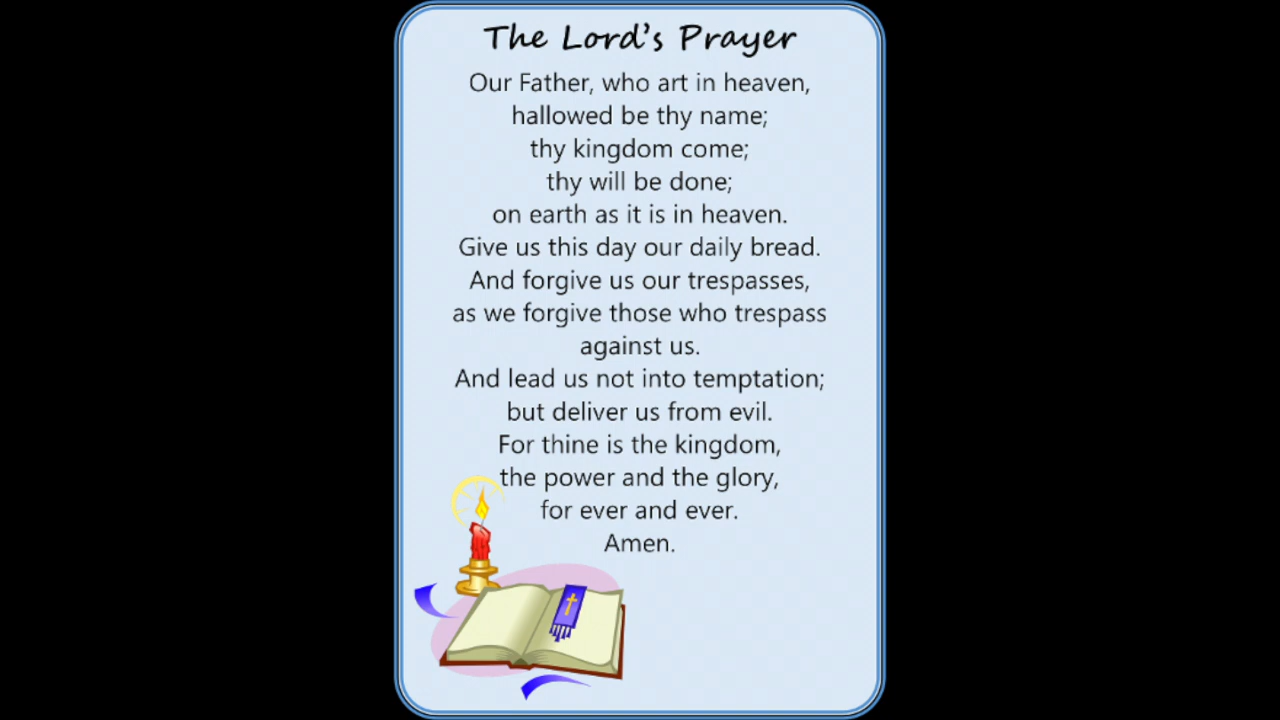 The Lord's Prayer
Our Father, who art in heaven,
hallowed be thy name;
thy kingdom come;
thy will be done;
on earth as it is in heaven.
Give us this day our daily bread.
And forgive us our trespasses,
as we forgive those who trespass
against us.
And lead us not into temptation;
but deliver us from evil.
For thine is the kingdom,
the power and the glory,
for ever and ever.
Amen.